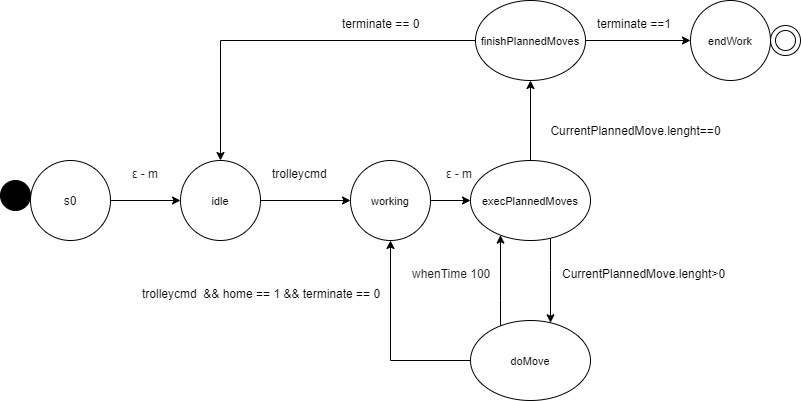 terminate == 0
terminate ==1
finishPlannedMoves
endWork
CurrentPlannedMove.lenght==0
ε - m
trolleycmd
ε - m
s0
idle
working
execPlannedMoves
whenTime 100
CurrentPlannedMove.lenght>0
trolleycmd && home == 1 && terminate == 0
doMove